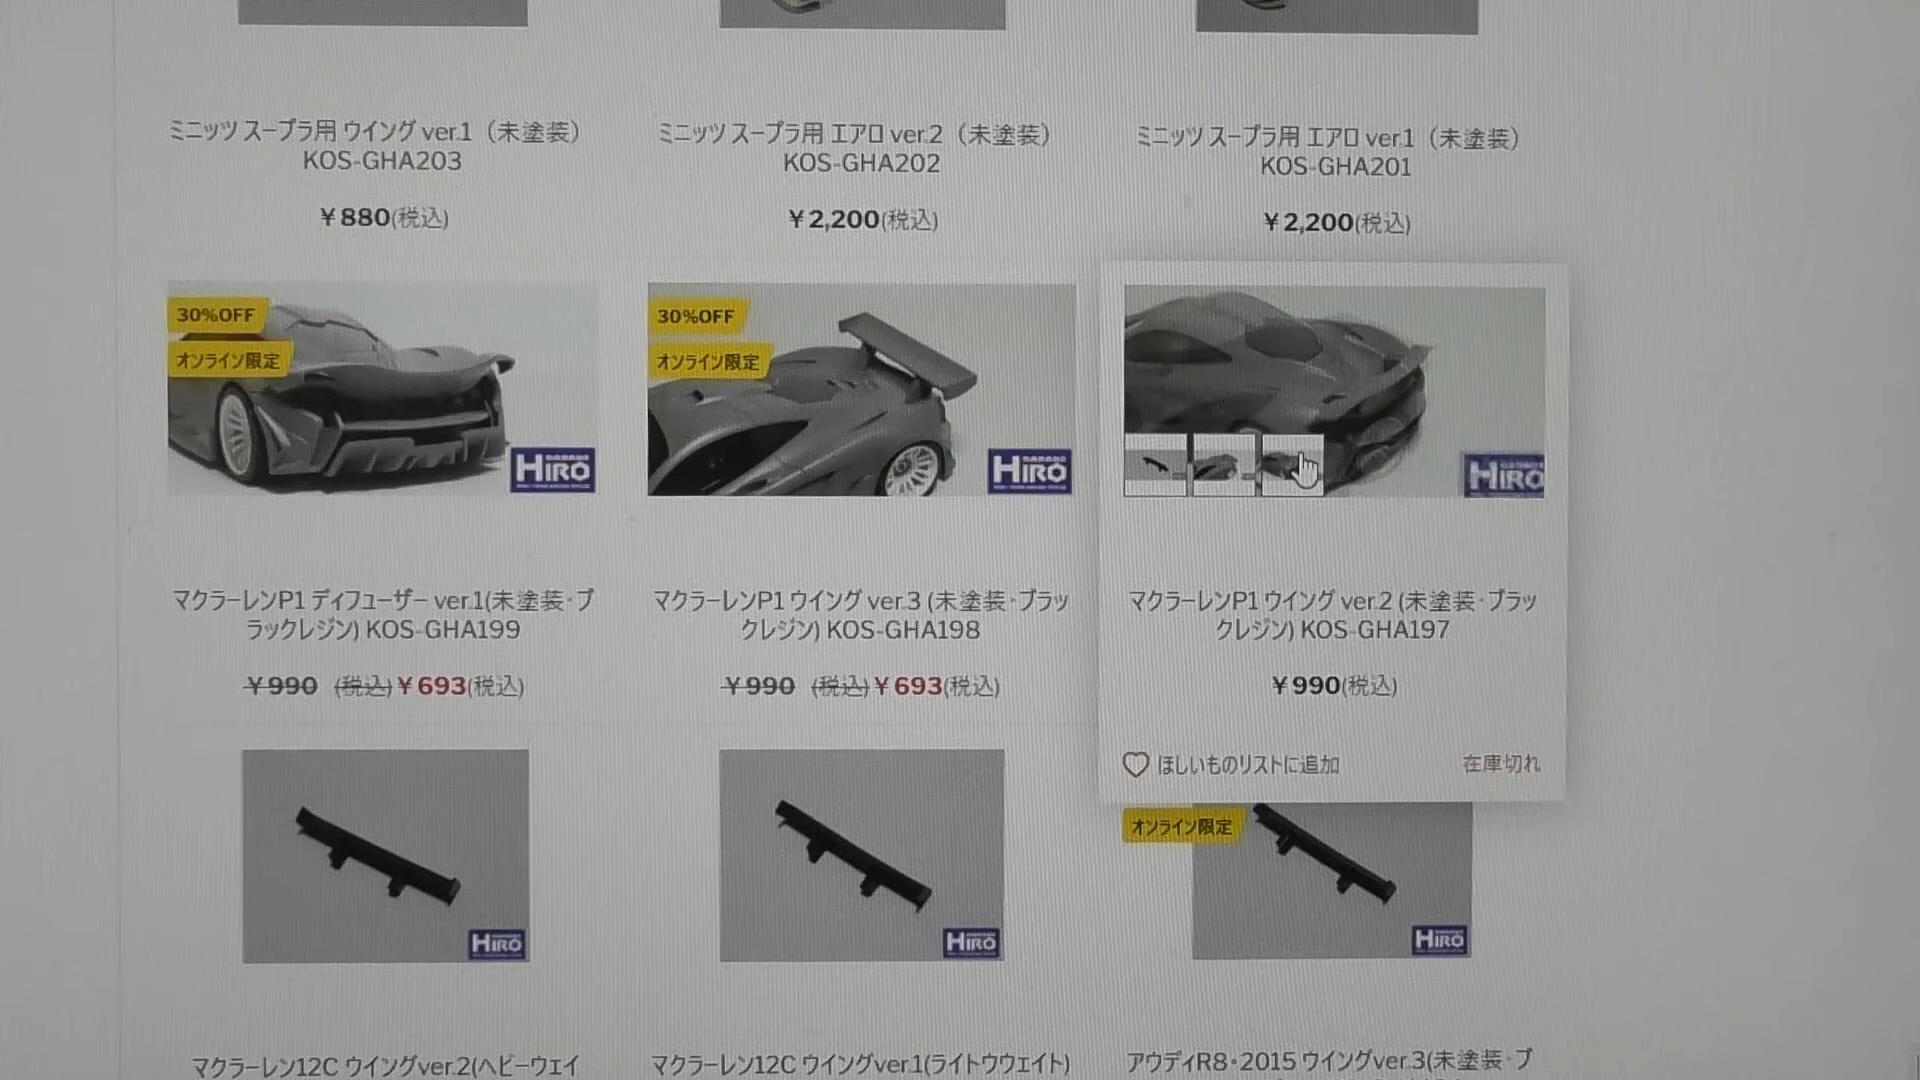 ミニッツ スープラ用 ウイング ver.1（未塗装）
KOS-GHA203
￥880(税込)
ミニッツ スープラ用 エアロ ver.2（未塗装）
KOS-GHA202
￥2,200(税込)
ミニッツ スープラ用 エアロ ver.1（未塗装）
KOS-GHA201
￥2,200(税込)
30%OFF
オンライン限定
HIRO
マクラーレンP1 ディフューザー ver.1(未塗装・ブ
ラックレジン) KOS-GHA199
￥990 (税込)￥693(税込)
30%OFF
オンライン限定
HIRO
マクラーレンP1 ウイング ver.3 (未塗装・ブラッ
クレジン) KOS-GHA198
￥990 (税込)￥693(税込)
HIRO
マクラーレンP1 ウイング ver.2 (未塗装・ブラッ
クレジン) KOS-GHA197
￥990(税込)
ほしいものリストに追加
在庫切れ
HIRO
マクラーレン12C ウイングver.2(ヘビーウェイ
HIRO
マクラーレン12C ウイングver.1(ライトウウェイト)
オンライン限定
HIRO
アウディR8・2015 ウイングver.3(未塗装・ブ